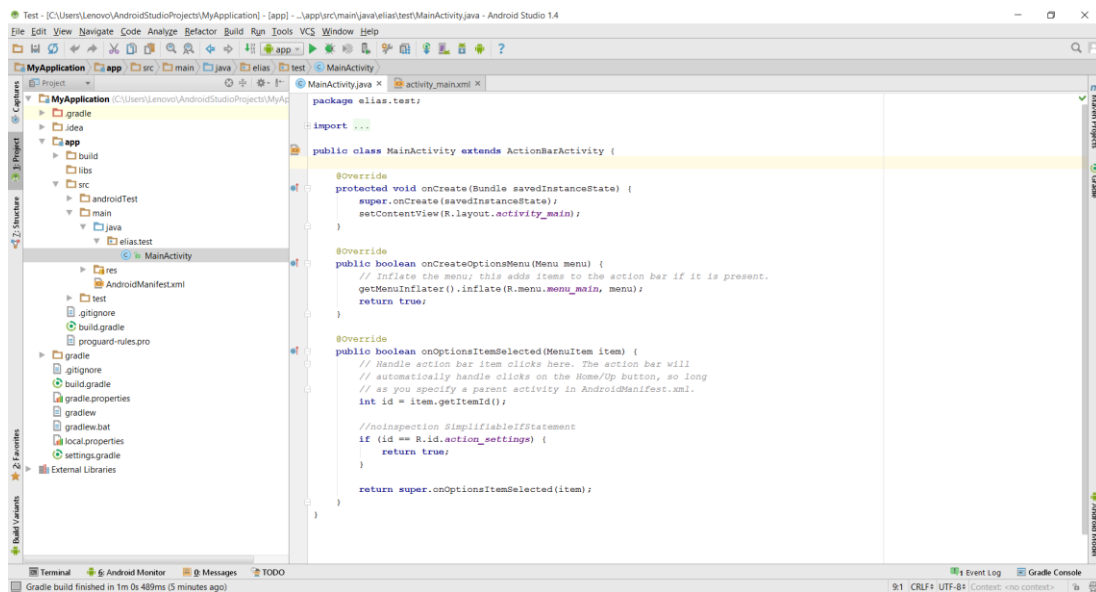 Test - [C:\Users\Lenovo\AndroidStudioProjects\MyApplication] - [app] - ...\app\src\main\java\elias\test\MainActivity.java - Android Studio 1.4
File Edit View Navigate Code Analyze Refactor Build Run Tools VCS Window Help
app
MyApplication app src main java elias test MainActivity
Project
MainActivity.java × activity_main.xml ×
Captures
1: Project
7: Structure
2: Favorites
Build Variants
MyApplication (C:\Users\Lenovo\AndroidStudioProjects\MyAp
.gradle
.idea
app
build
libs
src
androidTest
main
java
elias.test
MainActivity
res
AndroidManifest.xml
test
.gitignore
build.gradle
proguard-rules.pro
gradle
.gitignore
build.gradle
gradle.properties
gradlew
gradlew.bat
local.properties
settings.gradle
External Libraries
package elias.test;
import ...
public class MainActivity extends ActionBarActivity {
@Override
protected void onCreate(Bundle savedInstanceState) {
super.onCreate(savedInstanceState);
setContentView(R.layout.activity_main);
}
@Override
public boolean onCreateOptionsMenu(Menu menu) {
// Inflate the menu; this adds items to the action bar if it is present.
getMenuInflater().inflate(R.menu.menu_main, menu);
return true;
}
@Override
public boolean onOptionsItemSelected(MenuItem item) {
// Handle action bar item clicks here. The action bar will
// automatically handle clicks on the Home/Up button, so long
// as you specify a parent activity in AndroidManifest.xml.
int id = item.getItemId();
//noinspection SimplifiableIfStatement
if (id == R.id.action_settings) {
return true;
}
return super.onOptionsItemSelected(item);
}
}
Maven Projects
Gradle
Android Model
Terminal 6: Android Monitor 0: Messages TODO
1 Event Log Gradle Console
Gradle build finished in 1m 0s 489ms (5 minutes ago)
9:1 CRLF UTF-8 Context: <no context>